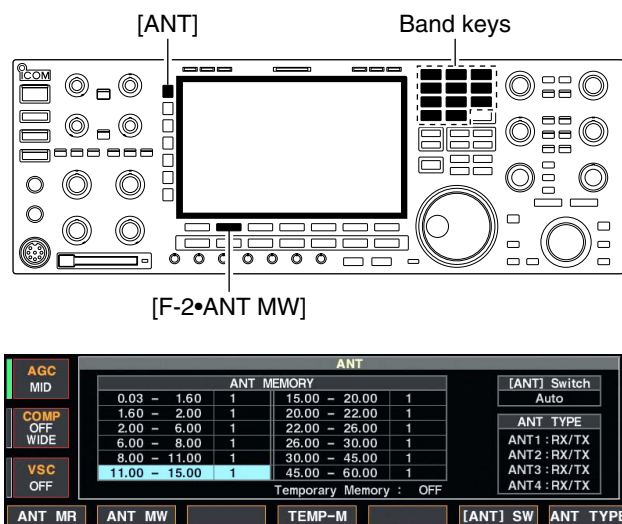 [ANT] Band keys
ICOM
[F-2•ANT MW]
ANT
AGC
MID
COMP
OFF
WIDE
VSC
OFF
ANT MEMORY
0.03 – 1.60 1 15.00 – 20.00 1
1.60 – 2.00 1 20.00 – 22.00 1
2.00 – 6.00 1 22.00 – 26.00 1
6.00 – 8.00 1 26.00 – 30.00 1
8.00 – 11.00 1 30.00 – 45.00 1
11.00 – 15.00 1 45.00 – 60.00 1
Temporary Memory : OFF
[ANT] Switch
Auto
ANT TYPE
ANT1 : RX/TX
ANT2 : RX/TX
ANT3 : RX/TX
ANT4 : RX/TX
ANT MR ANT MW TEMP-M [ANT] SW ANT TYPE